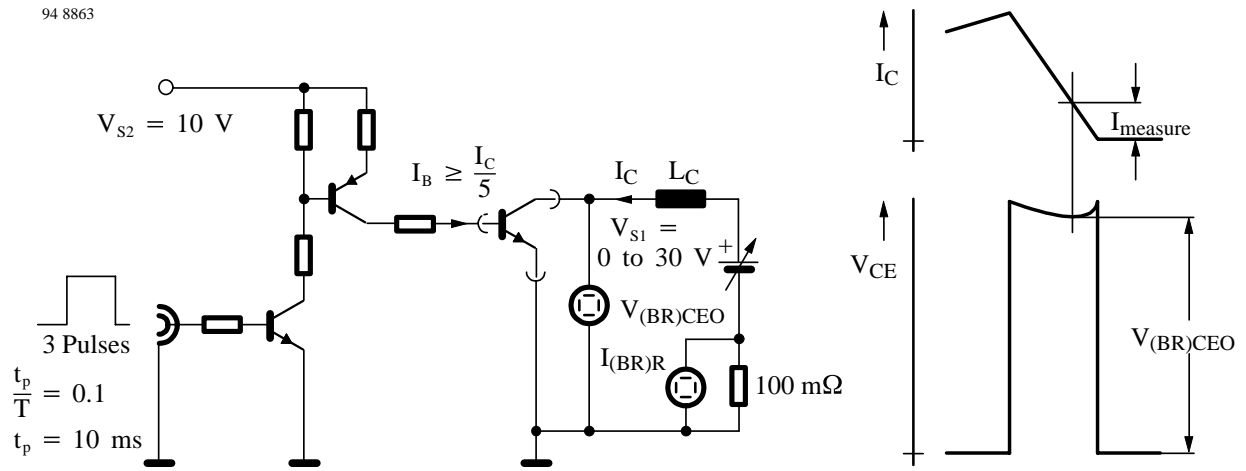 94 8863
V_S2 = 10 V
I_B ≥ I_C/5
I_C
L_C
V_S1 =
0 to 30 V
+
V_(BR)CEO
I_(BR)R
100 mΩ
3 Pulses
t_p/T = 0.1
t_p = 10 ms
I_C
I_measure
V_CE
V_(BR)CEO